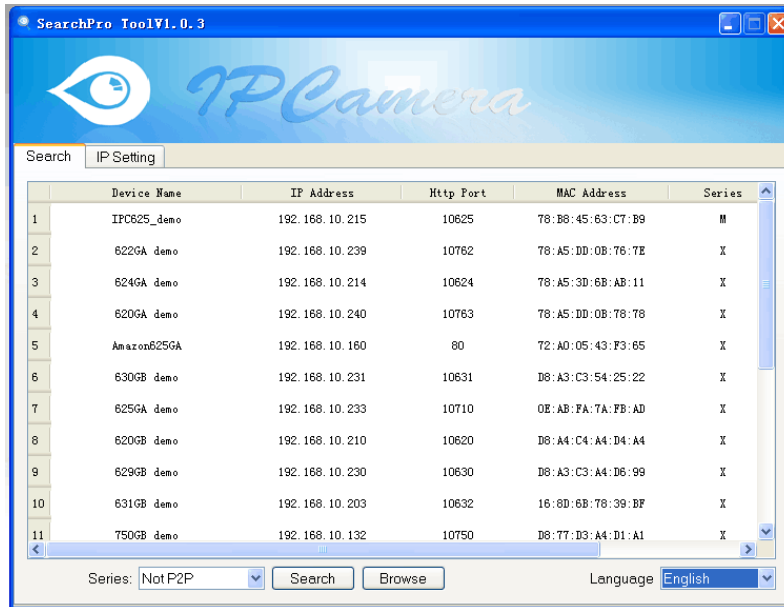 SearchPro ToolV1.0.3
IPCamera
Search IP Setting
Device Name IP Address Http Port MAC Address Series
1 IPC625_demo 192.168.10.215 10625 78:B8:45:63:C7:B9 M
2 622GA demo 192.168.10.239 10762 78:A5:DD:0B:76:7E X
3 624GA demo 192.168.10.214 10624 78:A5:3D:6B:AB:11 X
4 620GA demo 192.168.10.240 10763 78:A5:DD:0B:78:78 X
5 Amazon625GA 192.168.10.160 80 72:A0:05:43:F3:65 X
6 630GB demo 192.168.10.231 10631 D8:A3:C3:54:25:22 X
7 625GA demo 192.168.10.233 10710 0E:AB:FA:7A:FB:AD X
8 620GB demo 192.168.10.210 10620 D8:A4:C4:A4:D4:A4 X
9 629GB demo 192.168.10.230 10630 D8:A3:C3:A4:D6:99 X
10 631GB demo 192.168.10.203 10632 16:8D:6B:78:39:BF X
11 750GB demo 192.168.10.132 10750 D8:77:D3:A4:D1:A1 X
Series: Not P2P Search Browse Language English